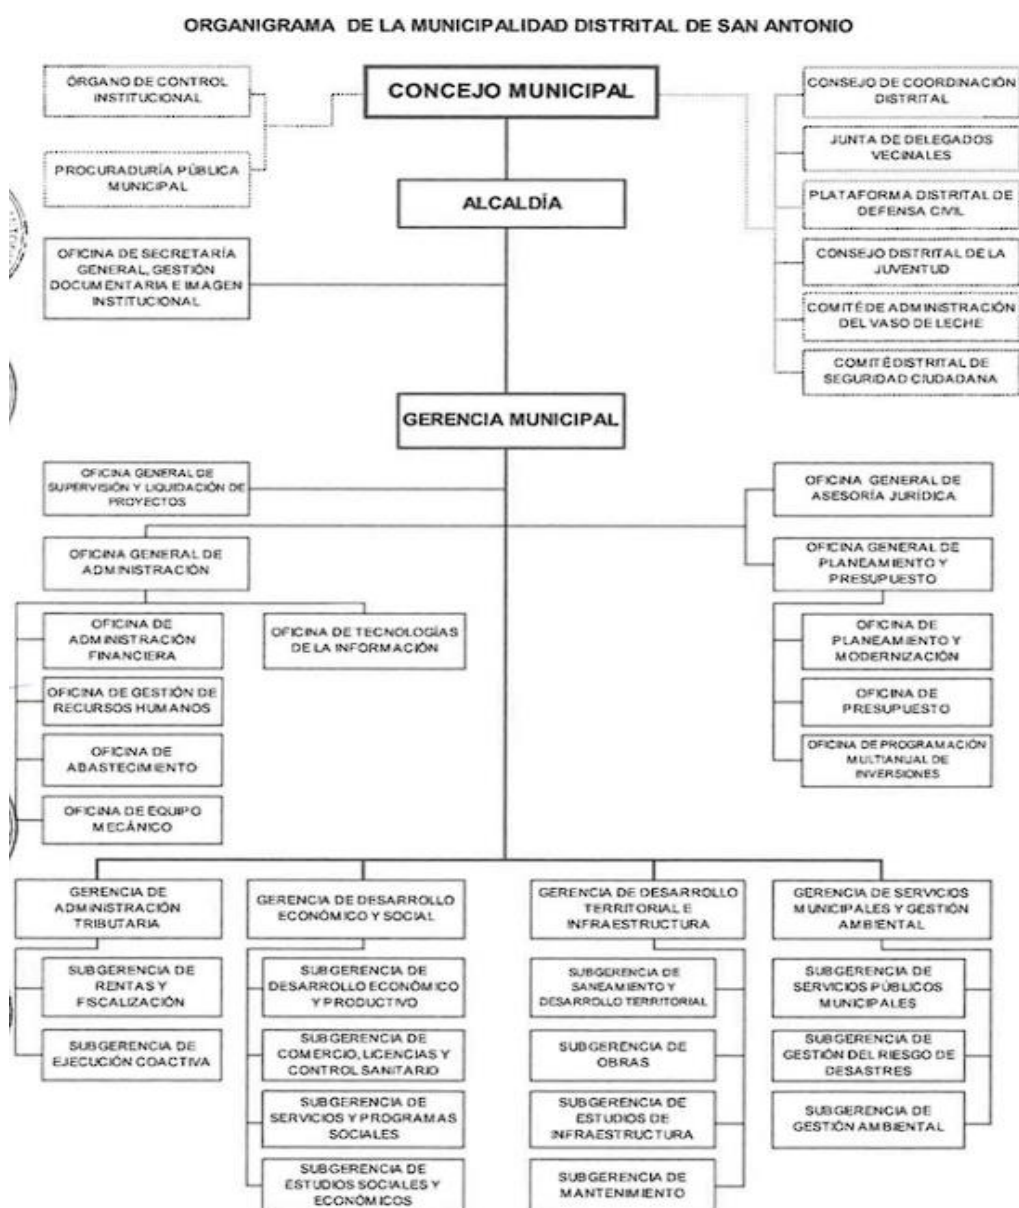 ORGANIGRAMA DE LA MUNICIPALIDAD DISTRITAL DE SAN ANTONIO
ÓRGANO DE CONTROL
INSTITUCIONAL
CONCEJO MUNICIPAL
CONSEJO DE COORDINACIÓN
DISTRITAL
JUNTA DE DELEGADOS
VECINALES
PROCURADURÍA PÚBLICA
MUNICIPAL
ALCALDÍA
PLATAFORMA DISTRITAL DE
DEFENSA CIVIL
OFICINA DE SECRETARÍA
GENERAL, GESTIÓN
DOCUMENTARIA E IMAGEN
INSTITUCIONAL
CONSEJO DISTRITAL DE LA
JUVENTUD
COMITÉ DE ADMINISTRACIÓN
DEL VASO DE LECHE
COMITÉ DISTRITAL DE
SEGURIDAD CIUDADANA
GERENCIA MUNICIPAL
OFICINA GENERAL DE
SUPERVISIÓN Y LIQUIDACIÓN DE
PROYECTOS
OFICINA GENERAL DE
ASESORÍA JURÍDICA
OFICINA GENERAL DE
ADMINISTRACIÓN
OFICINA GENERAL DE
PLANEAMIENTO Y
PRESUPUESTO
OFICINA DE
ADMINISTRACIÓN
FINANCIERA
OFICINA DE TECNOLOGÍAS
DE LA INFORMACIÓN
OFICINA DE
PLANEAMIENTO Y
MODERNIZACIÓN
OFICINA DE GESTIÓN DE
RECURSOS HUMANOS
OFICINA DE
PRESUPUESTO
OFICINA DE
ABASTECIMIENTO
OFICINA DE PROGRAMACIÓN
MULTIANUAL DE
INVERSIONES
OFICINA DE EQUIPO
MECÁNICO
GERENCIA DE
ADMINISTRACIÓN
TRIBUTARIA
GERENCIA DE DESARROLLO
ECONÓMICO Y SOCIAL
GERENCIA DE DESARROLLO
TERRITORIAL E
INFRAESTRUCTURA
GERENCIA DE SERVICIOS
MUNICIPALES Y GESTIÓN
AMBIENTAL
SUBGERENCIA DE
RENTAS Y
FISCALIZACIÓN
SUBGERENCIA DE
DESARROLLO ECONÓMICO
Y PRODUCTIVO
SUBGERENCIA DE
SANEAMIENTO Y
DESARROLLO TERRITORIAL
SUBGERENCIA DE
SERVICIOS PÚBLICOS
MUNICIPALES
SUBGERENCIA DE
EJECUCIÓN COACTIVA
SUBGERENCIA DE
COMERCIO, LICENCIAS Y
CONTROL SANITARIO
SUBGERENCIA DE
OBRAS
SUBGERENCIA DE
GESTIÓN DEL RIESGO DE
DESASTRES
SUBGERENCIA DE
SERVICIOS Y PROGRAMAS
SOCIALES
SUBGERENCIA DE
ESTUDIOS DE
INFRAESTRUCTURA
SUBGERENCIA DE
GESTIÓN AMBIENTAL
SUBGERENCIA DE
ESTUDIOS SOCIALES Y
ECONÓMICOS
SUBGERENCIA DE
MANTENIMIENTO